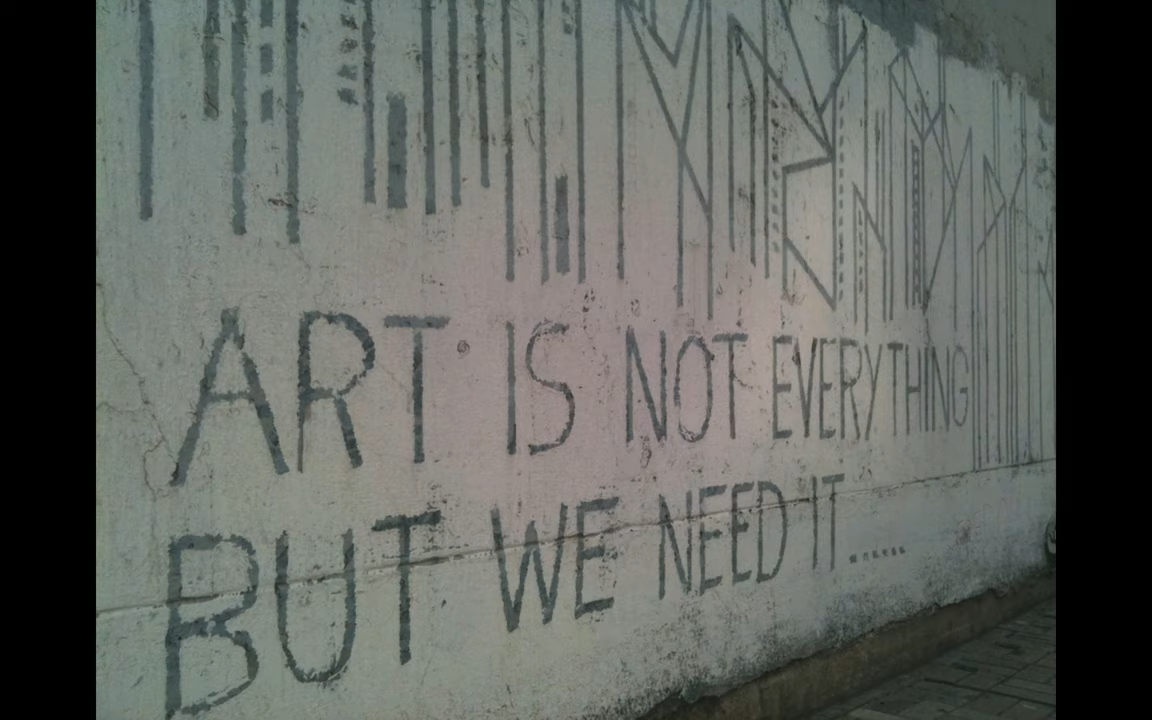 ART IS NOT EVERYTHING
BUT WE NEED IT ......